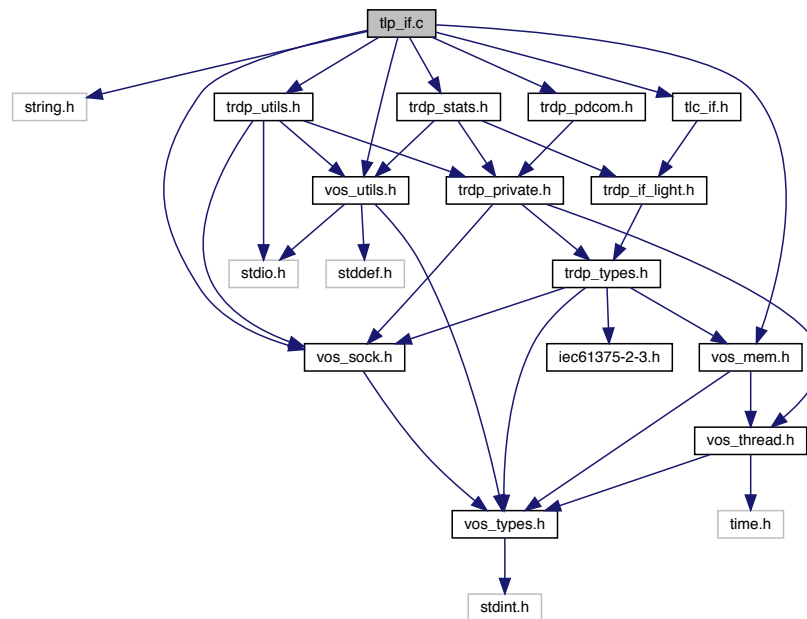 tlp_if.c
string.h
trdp_utils.h
trdp_stats.h
trdp_pdcom.h
tlc_if.h
vos_utils.h
trdp_private.h
trdp_if_light.h
stdio.h
stddef.h
trdp_types.h
vos_sock.h
iec61375-2-3.h
vos_mem.h
vos_thread.h
vos_types.h
time.h
stdint.h